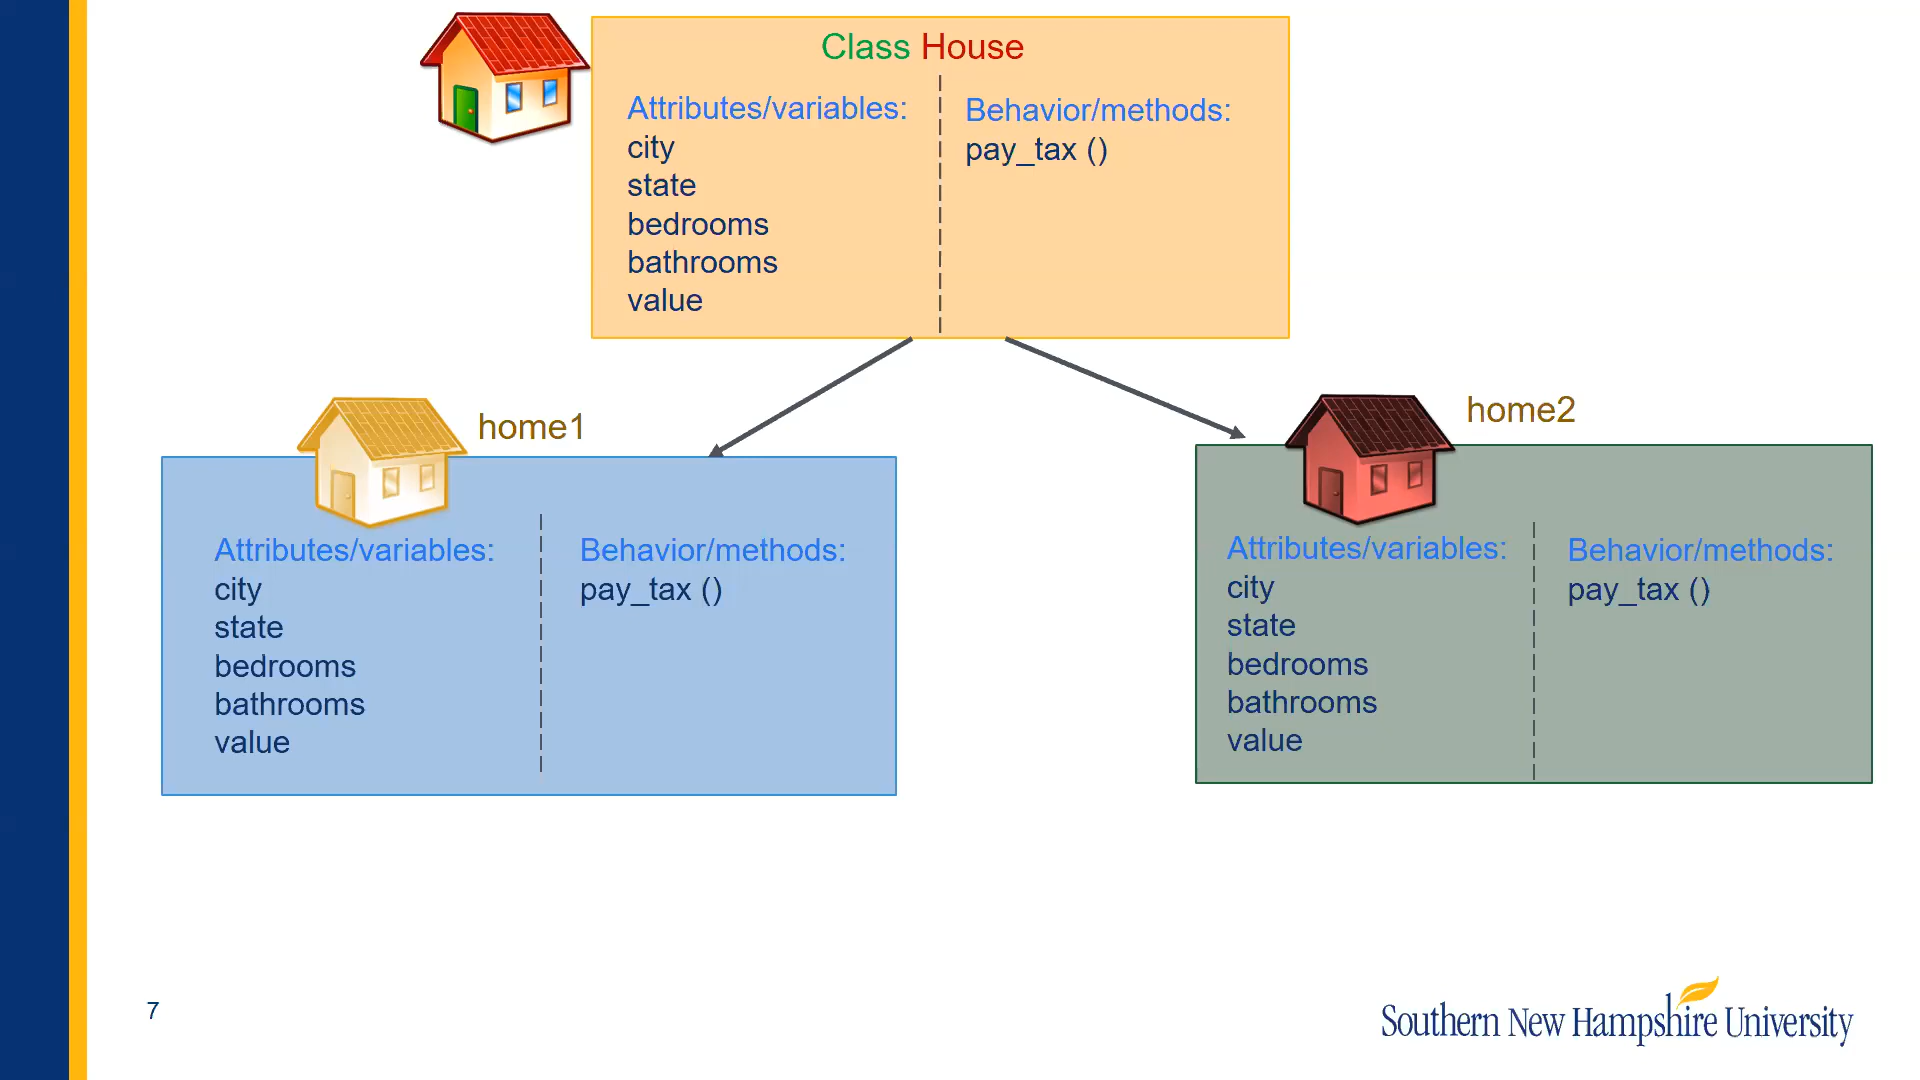 Class House
Attributes/variables:
city
state
bedrooms
bathrooms
value
Behavior/methods:
pay_tax ()
home1
Attributes/variables:
city
state
bedrooms
bathrooms
value
Behavior/methods:
pay_tax ()
home2
Attributes/variables:
city
state
bedrooms
bathrooms
value
Behavior/methods:
pay_tax ()
7
Southern New Hampshire University